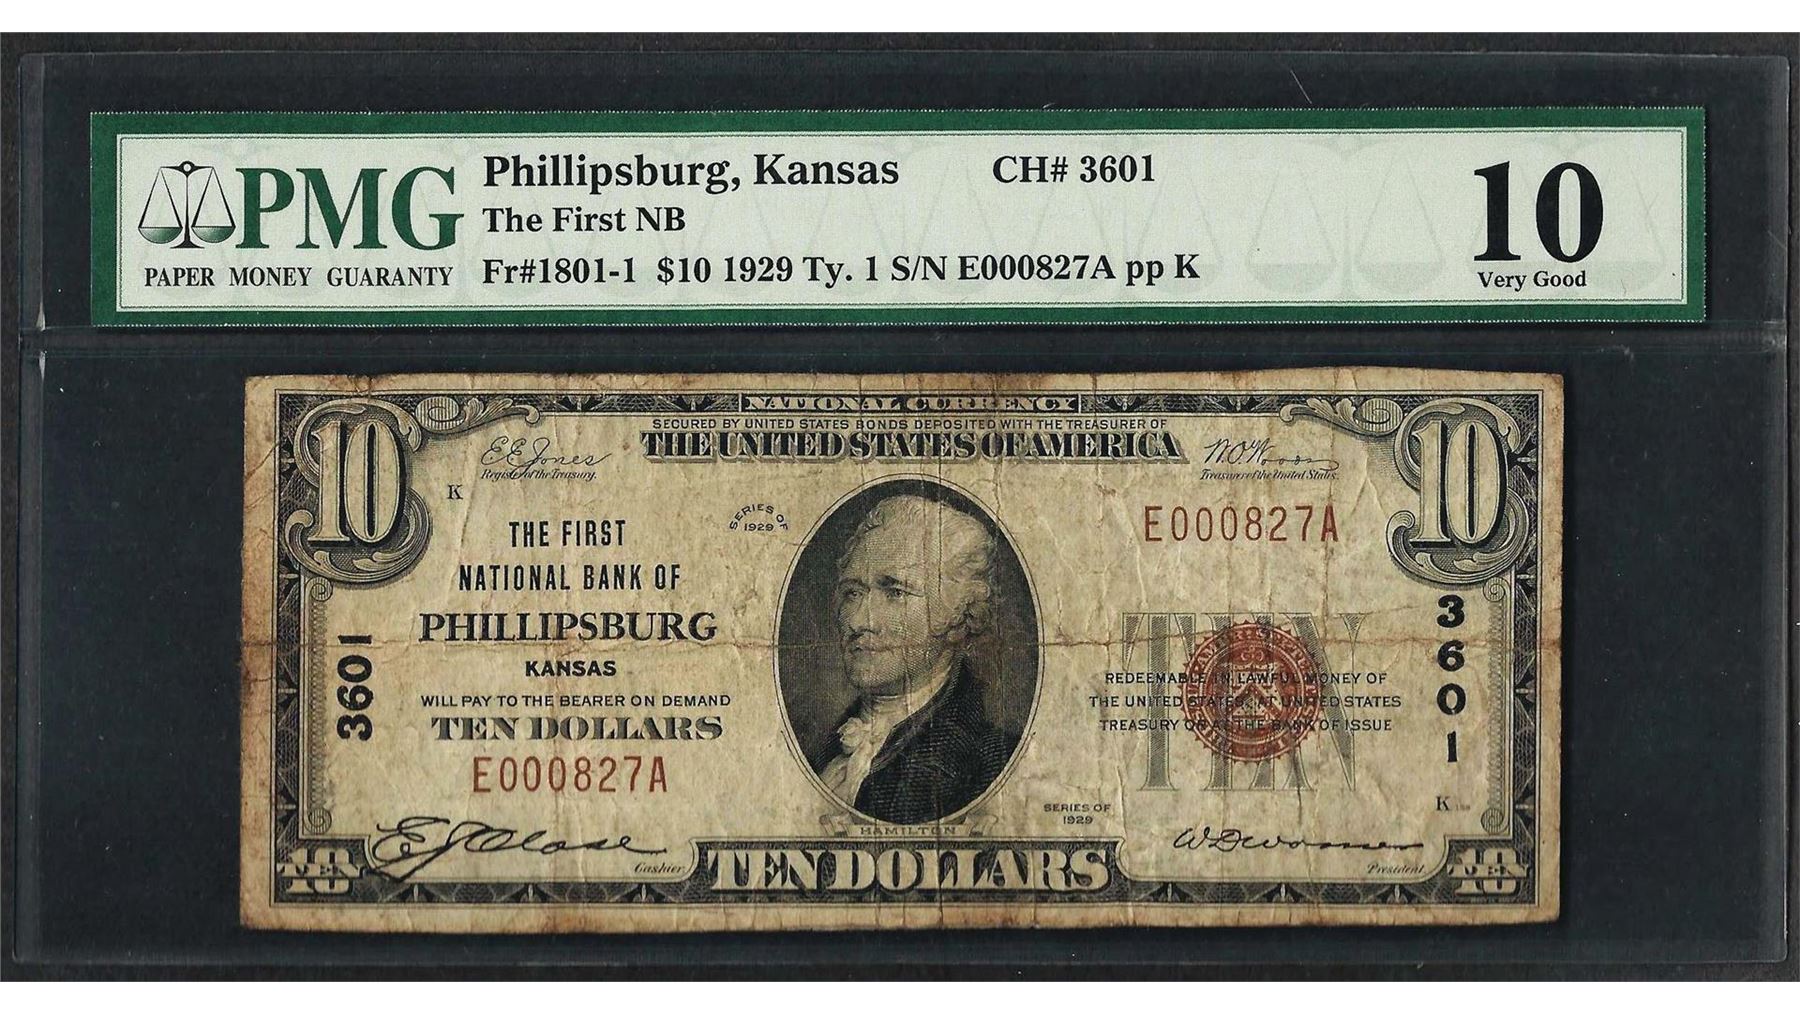 PMG
PAPER MONEY GUARANTY
Phillipsburg, Kansas CH# 3601
The First NB
Fr#1801-1 $10 1929 Ty. 1 S/N E000827A pp K
10
Very Good
NATIONAL CURRENCY
SECURED BY UNITED STATES BONDS DEPOSITED WITH THE TREASURER OF
THE UNITED STATES OF AMERICA
10
10
E E Jones
Register of the Treasury.
W.O. Woods
Treasurer of the United States.
K
SERIES OF
1929
E000827A
THE FIRST
NATIONAL BANK OF
PHILLIPSBURG
KANSAS
WILL PAY TO THE BEARER ON DEMAND
TEN DOLLARS
E000827A
3601
3601
TEN
REDEEMABLE IN LAWFUL MONEY OF
THE UNITED STATES, AT UNITED STATES
TREASURY OR AT THE BANK OF ISSUE
SERIES OF
1929
K
HAMILTON
Cashier.
President.
10
TEN
TEN DOLLARS
10
TEN